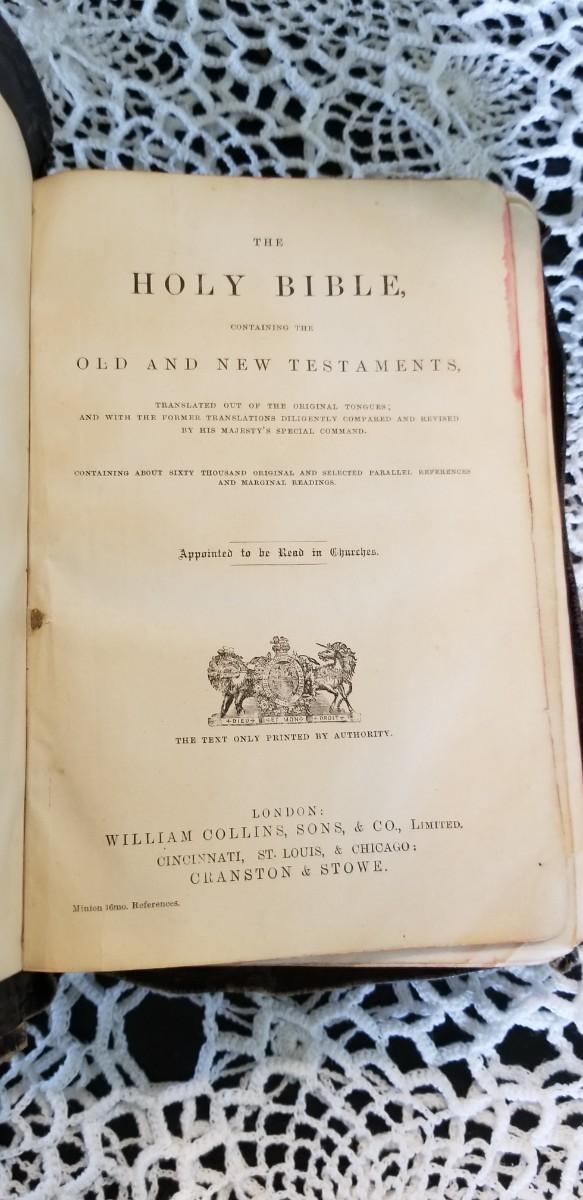 THE
HOLY BIBLE,
CONTAINING THE
OLD AND NEW TESTAMENTS,
TRANSLATED OUT OF THE ORIGINAL TONGUES;
AND WITH THE FORMER TRANSLATIONS DILIGENTLY COMPARED AND REVISED
BY HIS MAJESTY'S SPECIAL COMMAND.
CONTAINING ABOUT SIXTY THOUSAND ORIGINAL AND SELECTED PARALLEL REFERENCES
AND MARGINAL READINGS.
Appointed to be Read in Churches.
DIEU ET MON DROIT
THE TEXT ONLY PRINTED BY AUTHORITY.
LONDON:
WILLIAM COLLINS, SONS, & CO., LIMITED.
CINCINNATI, ST. LOUIS, & CHICAGO:
CRANSTON & STOWE.
Minion 16mo. References.